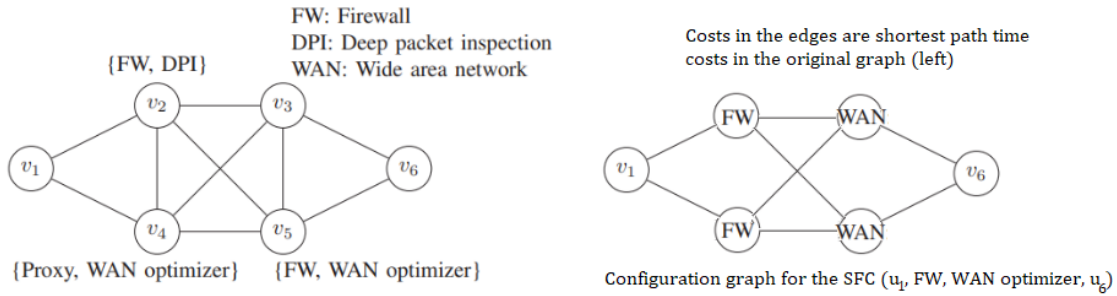 FW: Firewall
DPI: Deep packet inspection
WAN: Wide area network
{FW, DPI}
v2
v3
v1
v6
v4
v5
{Proxy, WAN optimizer}
{FW, WAN optimizer}
Costs in the edges are shortest path time
costs in the original graph (left)
FW
WAN
v1
v6
FW
WAN
Configuration graph for the SFC (u1, FW, WAN optimizer, u6)